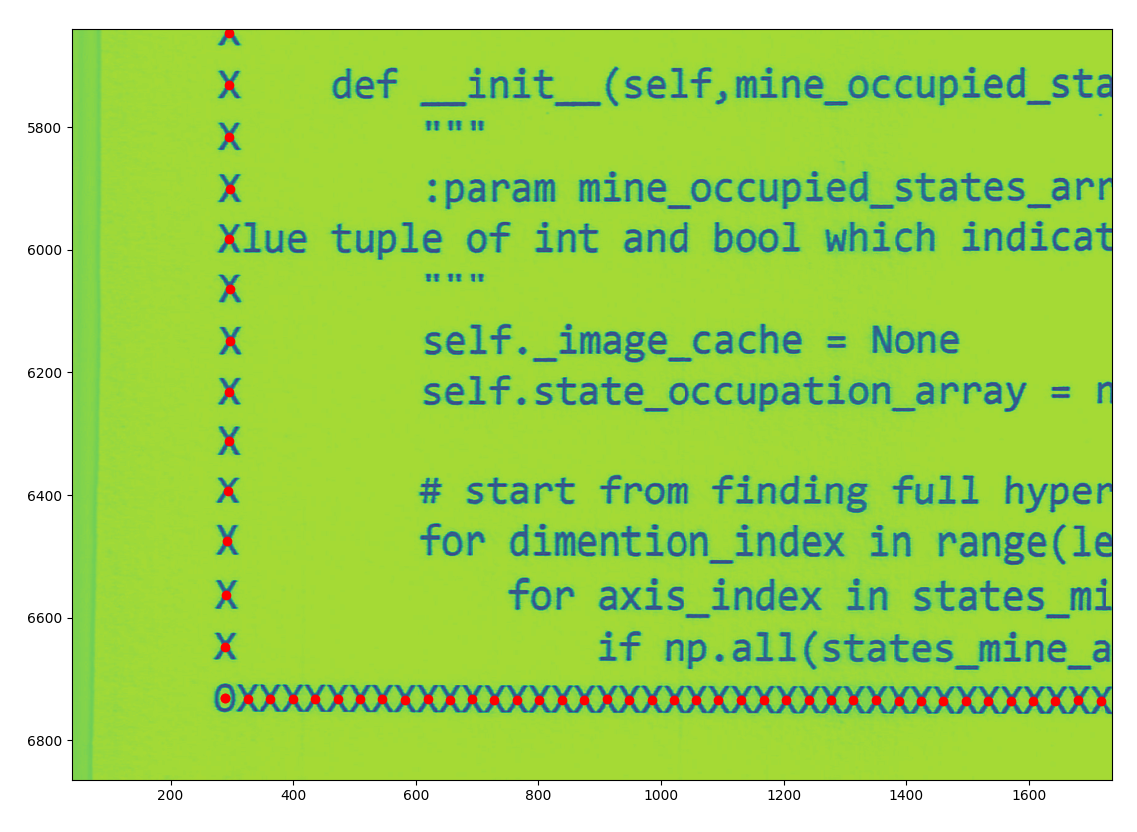 X
X    def __init__(self,mine_occupied_sta
5800
X        """
X        :param mine_occupied_states_arr
Xlue tuple of int and bool which indicat
6000
X        """
X        self._image_cache = None
6200
X        self.state_occupation_array = n
X
X        # start from finding full hyper
6400
X        for dimention_index in range(le
X            for axis_index in states_mi
6600
X                if np.all(states_mine_a
OXXXXXXXXXXXXXXXXXXXXXXXXXXXXXXXXXXXXXXX
6800
200 400 600 800 1000 1200 1400 1600